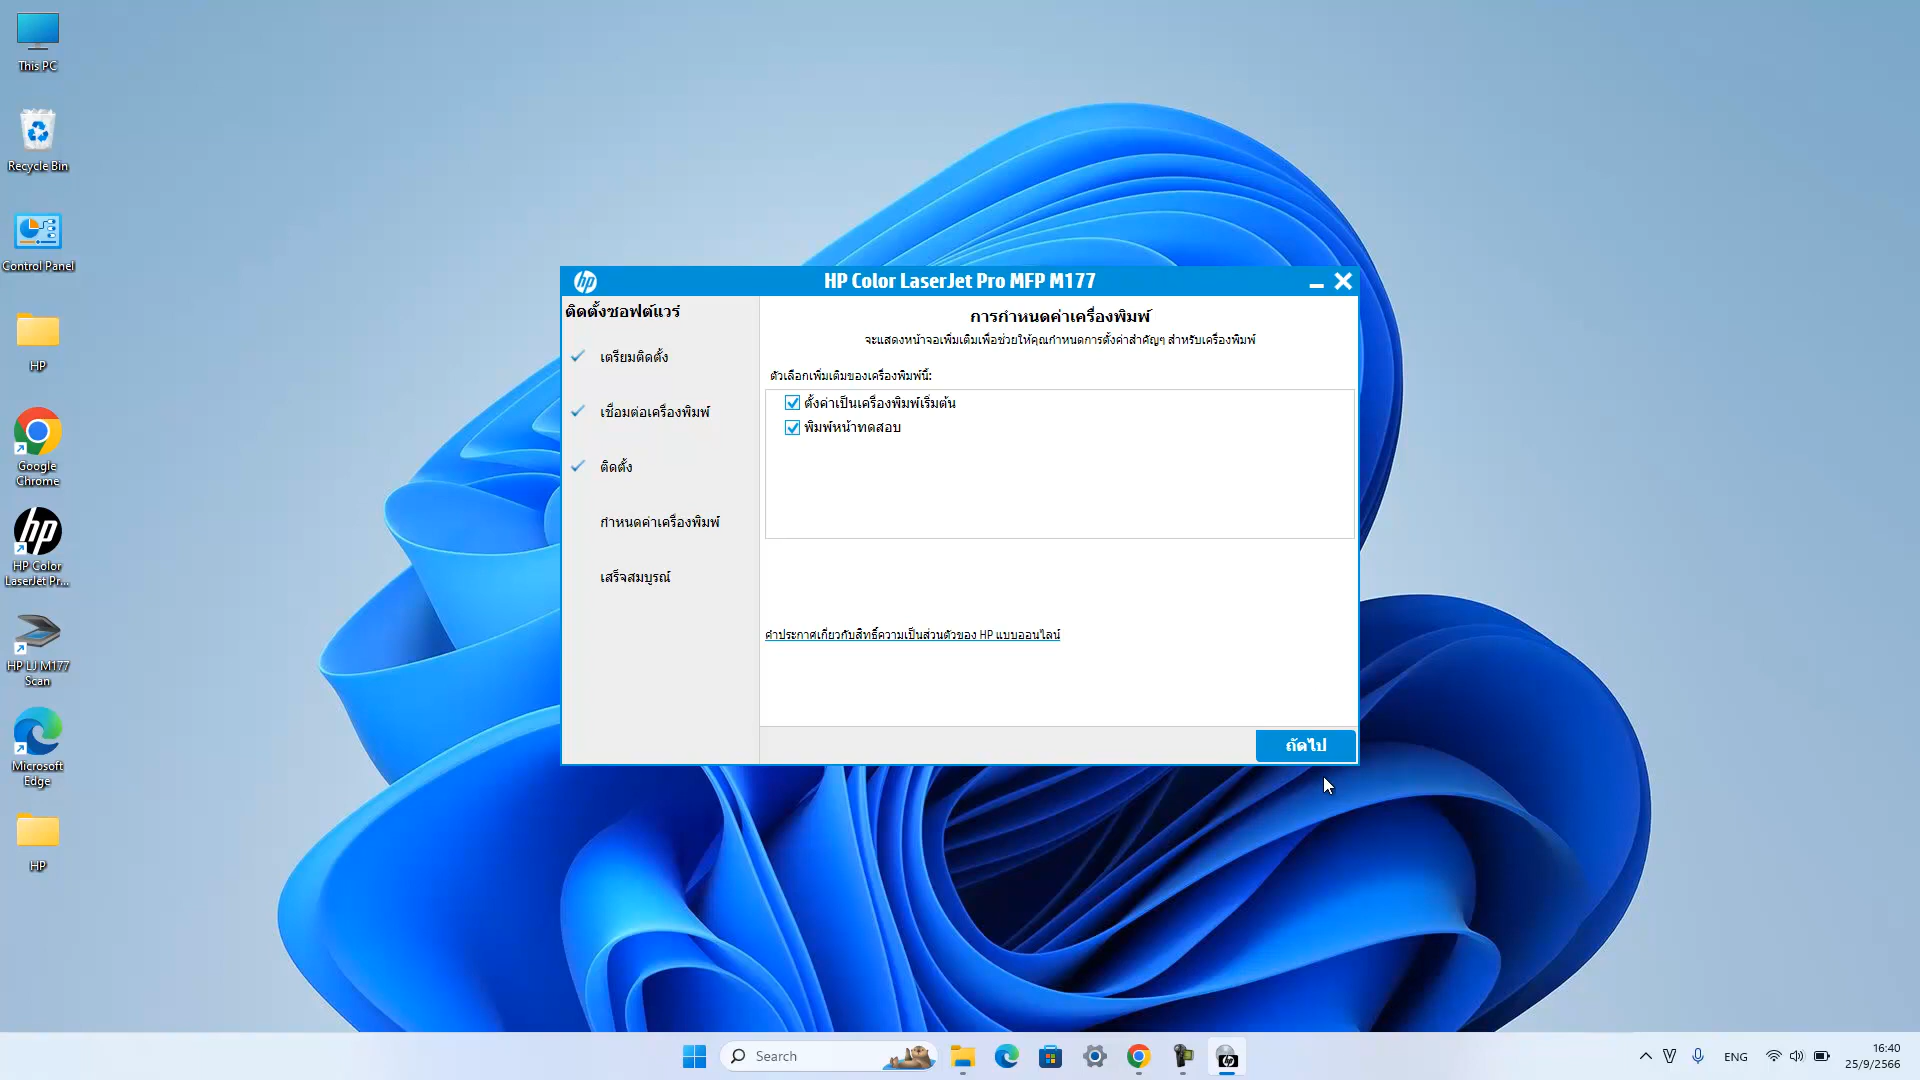 This PC
Recycle Bin
Control Panel
HP
Google
Chrome
HP Color
LaserJet Pr...
HP LJ M177
Scan
Microsoft
Edge
HP
hp
HP Color LaserJet Pro MFP M177
ติดตั้งซอฟต์แวร์
เตรียมติดตั้ง
เชื่อมต่อเครื่องพิมพ์
ติดตั้ง
กำหนดค่าเครื่องพิมพ์
เสร็จสมบูรณ์
การกำหนดค่าเครื่องพิมพ์
จะแสดงหน้าจอเพิ่มเติมเพื่อช่วยให้คุณกำหนดการตั้งค่าสำคัญๆ สำหรับเครื่องพิมพ์
ตัวเลือกเพิ่มเติมของเครื่องพิมพ์นี้:
ตั้งค่าเป็นเครื่องพิมพ์เริ่มต้น
พิมพ์หน้าทดสอบ
คำประกาศเกี่ยวกับสิทธิ์ความเป็นส่วนตัวของ HP แบบออนไลน์
ถัดไป
Search
ENG
16:40
25/9/2566